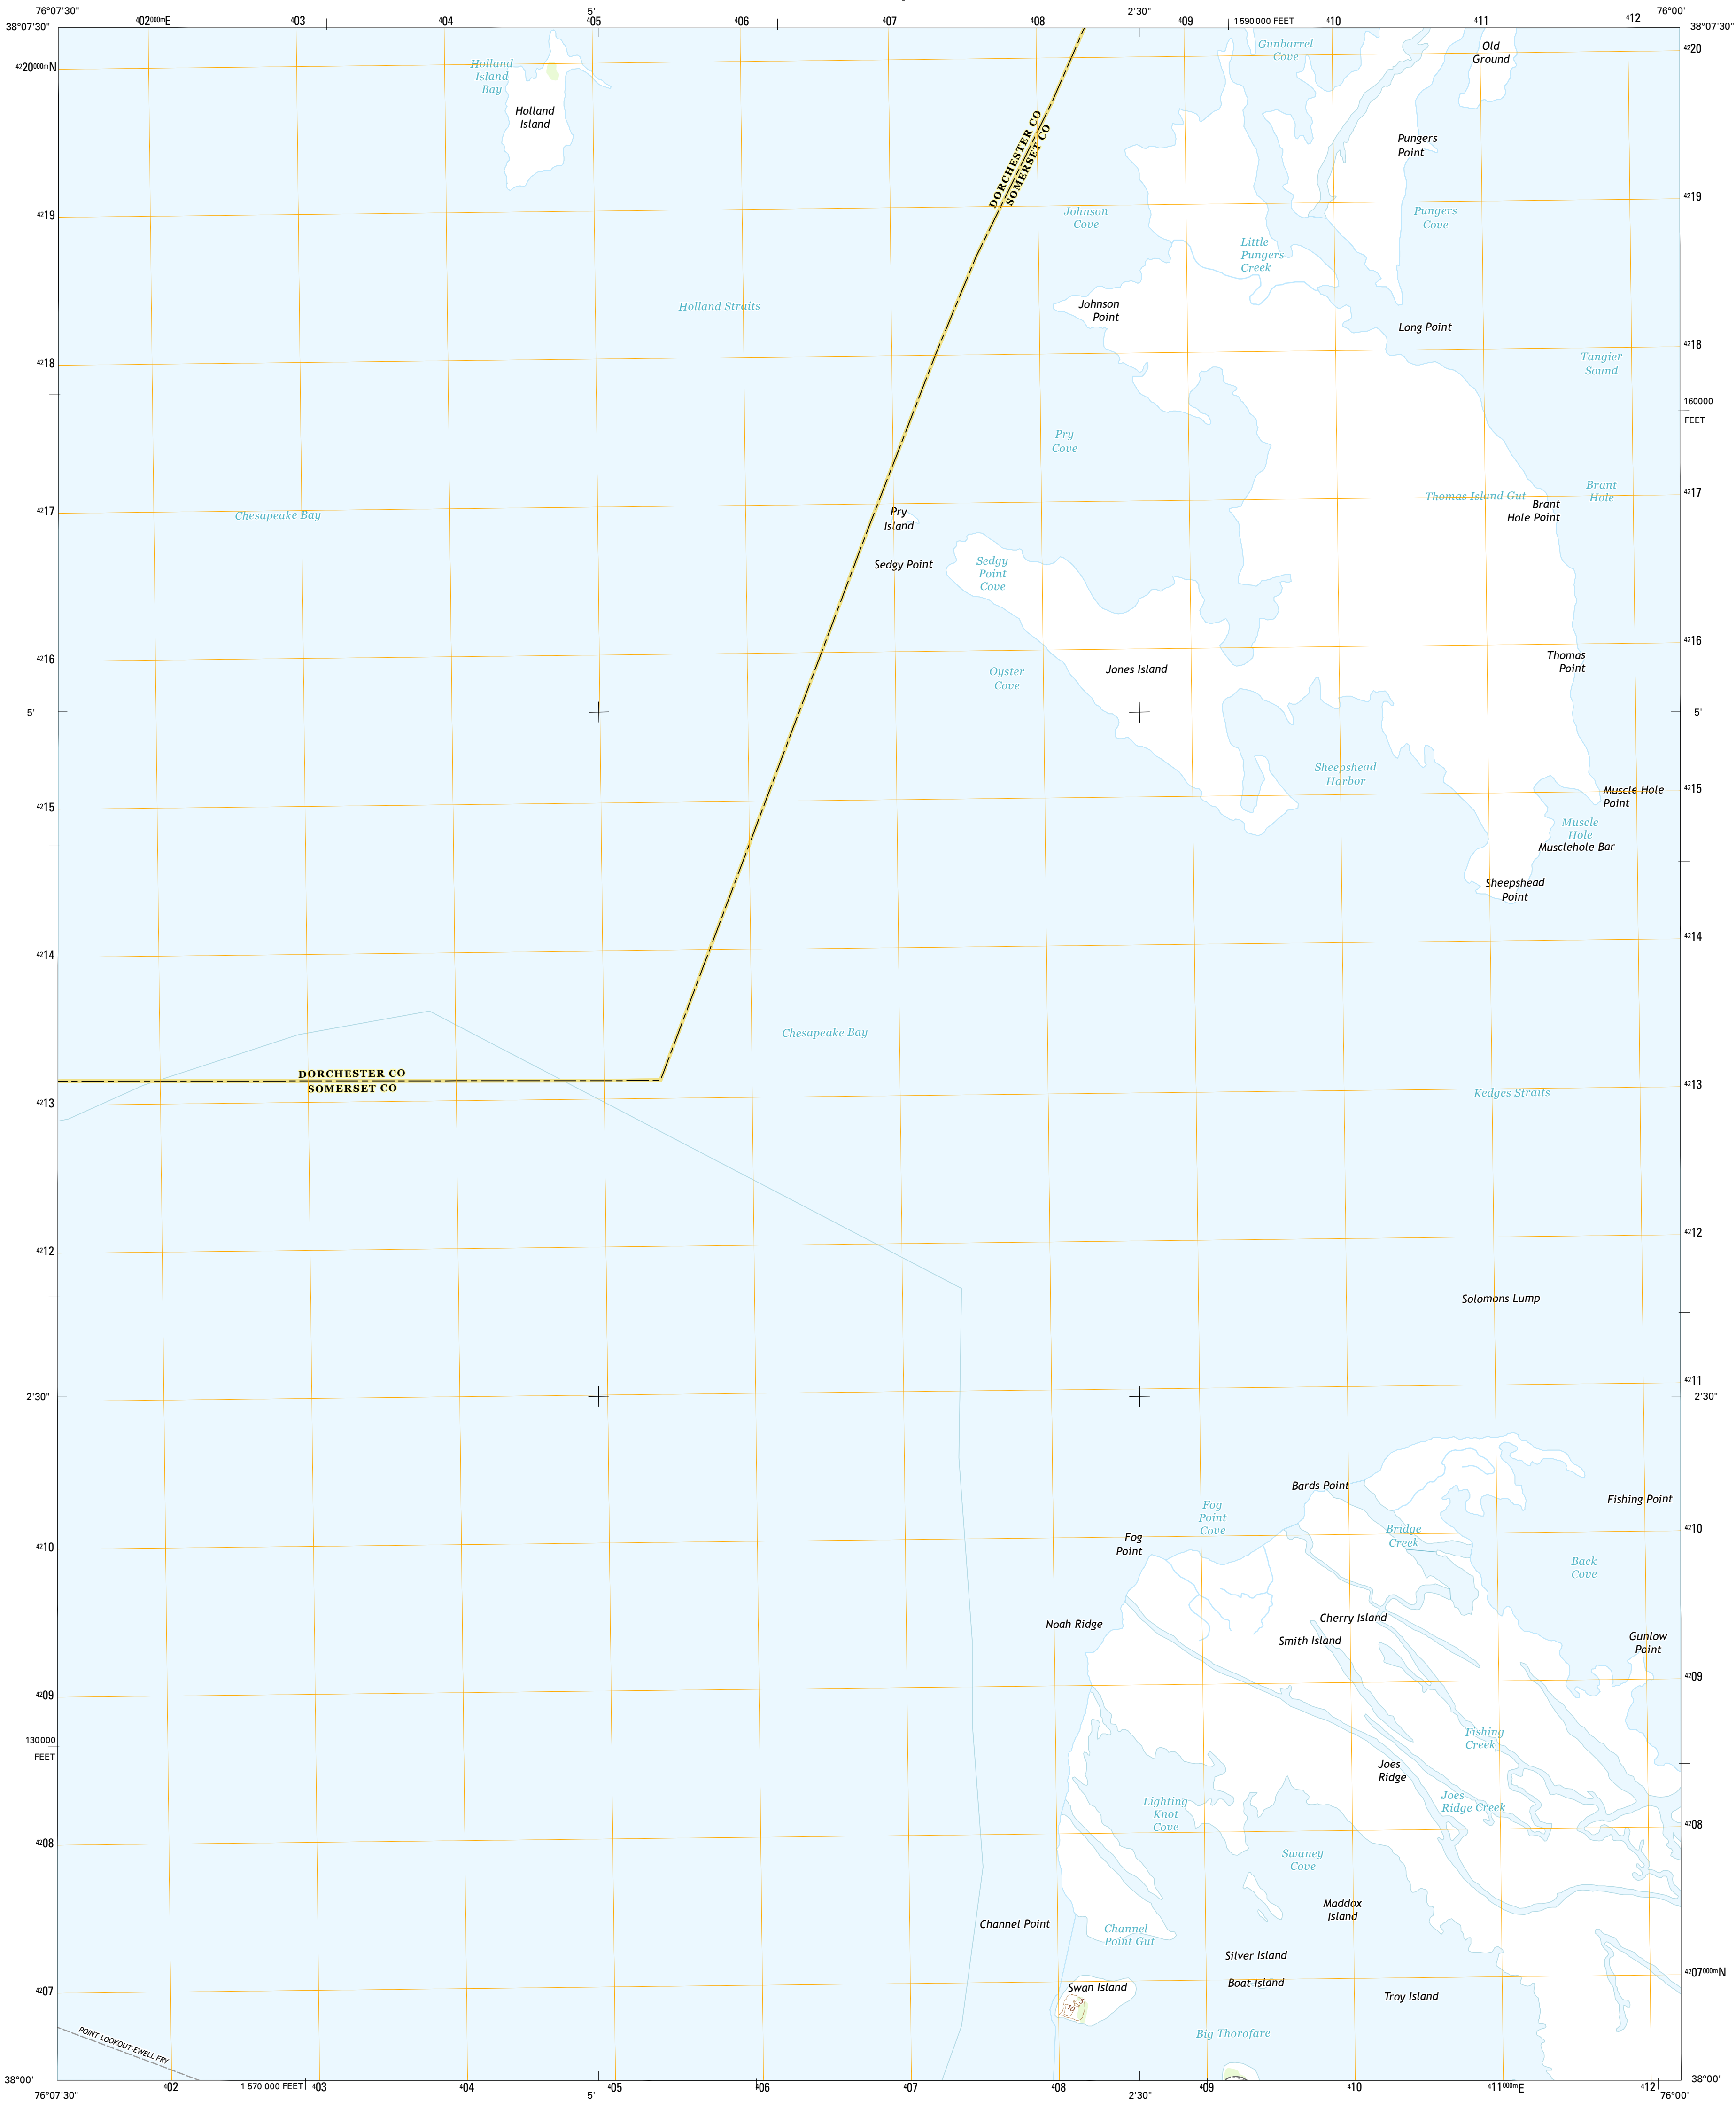 76°07'30"
402000mE
403
404
5'
405
406
407
408
2'30"
409
1 590 000 FEET
410
411
412
76°00'
38°07'30"
38°07'30"
4220000mN
4220
Holland
Island
Bay
Holland
Island
Gunbarrel
Cove
Old
Ground
Pungers
Point
DORCHESTER CO
SOMERSET CO
4219
4219
Johnson
Cove
Pungers
Cove
Little
Pungers
Creek
Holland Straits
Johnson
Point
Long Point
4218
4218
Tangier
Sound
160000
FEET
Pry
Cove
Thomas Island Gut
Brant
Hole
4217
4217
Chesapeake Bay
Pry
Island
Brant
Hole Point
Sedgy Point
Sedgy
Point
Cove
4216
4216
Oyster
Cove
Jones Island
Thomas
Point
5'
5'
Sheepshead
Harbor
4215
4215
Muscle Hole
Point
Muscle
Hole
Musclehole Bar
Sheepshead
Point
4214
4214
Chesapeake Bay
DORCHESTER CO
SOMERSET CO
4213
4213
Kedges Straits
4212
4212
Solomons Lump
2'30"
4211
2'30"
Bards Point
Fishing Point
Fog
Point
Cove
Fog
Point
Bridge
Creek
4210
4210
Back
Cove
Noah Ridge
Cherry Island
Smith Island
Gunlow
Point
4209
4209
130000
FEET
Fishing
Creek
Joes
Ridge
Lighting
Knot
Cove
Joes
Ridge Creek
4208
4208
Swaney
Cove
Channel Point
Channel
Point Gut
Maddox
Island
Silver Island
4207
4207000mN
Swan Island
Boat Island
Troy Island
5
10
Big Thorofare
POINT LOOKOUT-EWELL FRY
38°00'
38°00'
76°07'30"
402
1 570 000 FEET
403
404
5'
405
406
407
408
2'30"
409
410
411000mE
412
76°00'